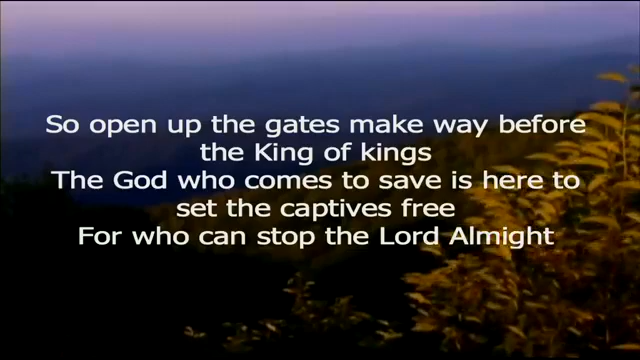 So open up the gates make way before
the King of kings
The God who comes to save is here to
set the captives free
For who can stop the Lord Almight